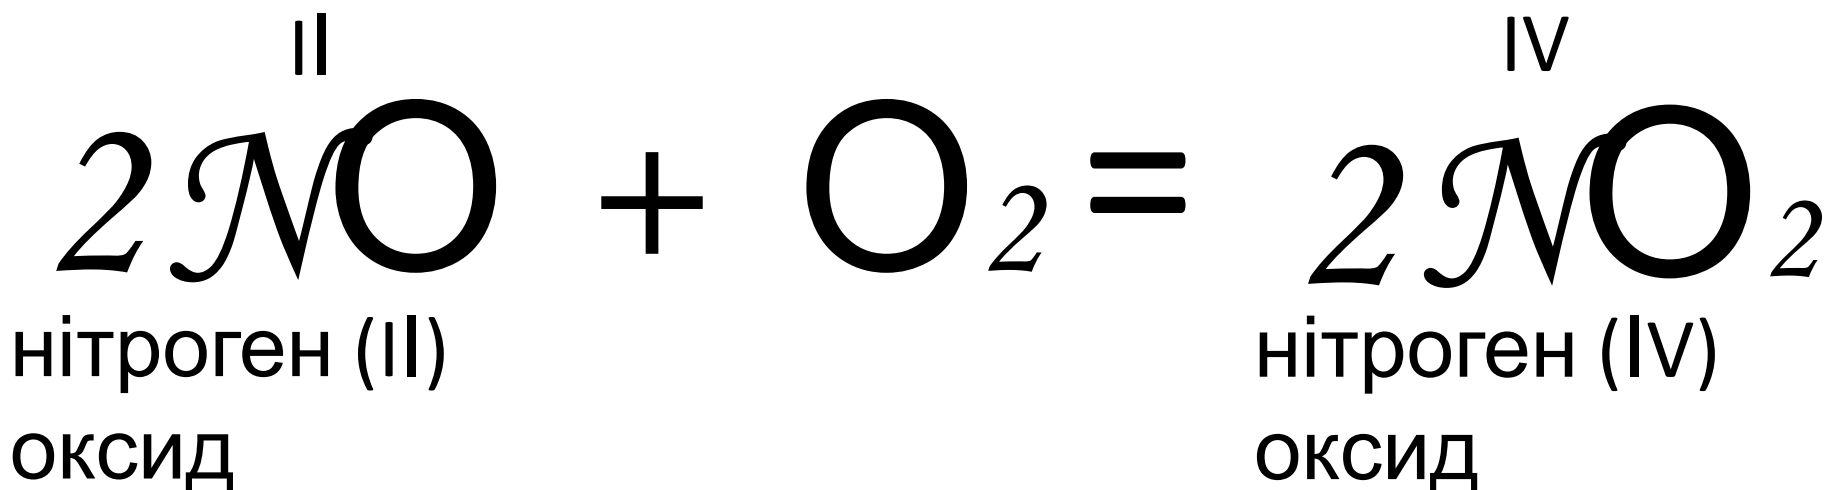 II IV
2NO + O₂ = 2NO₂
нітроген (II) нітроген (IV)
оксид оксид